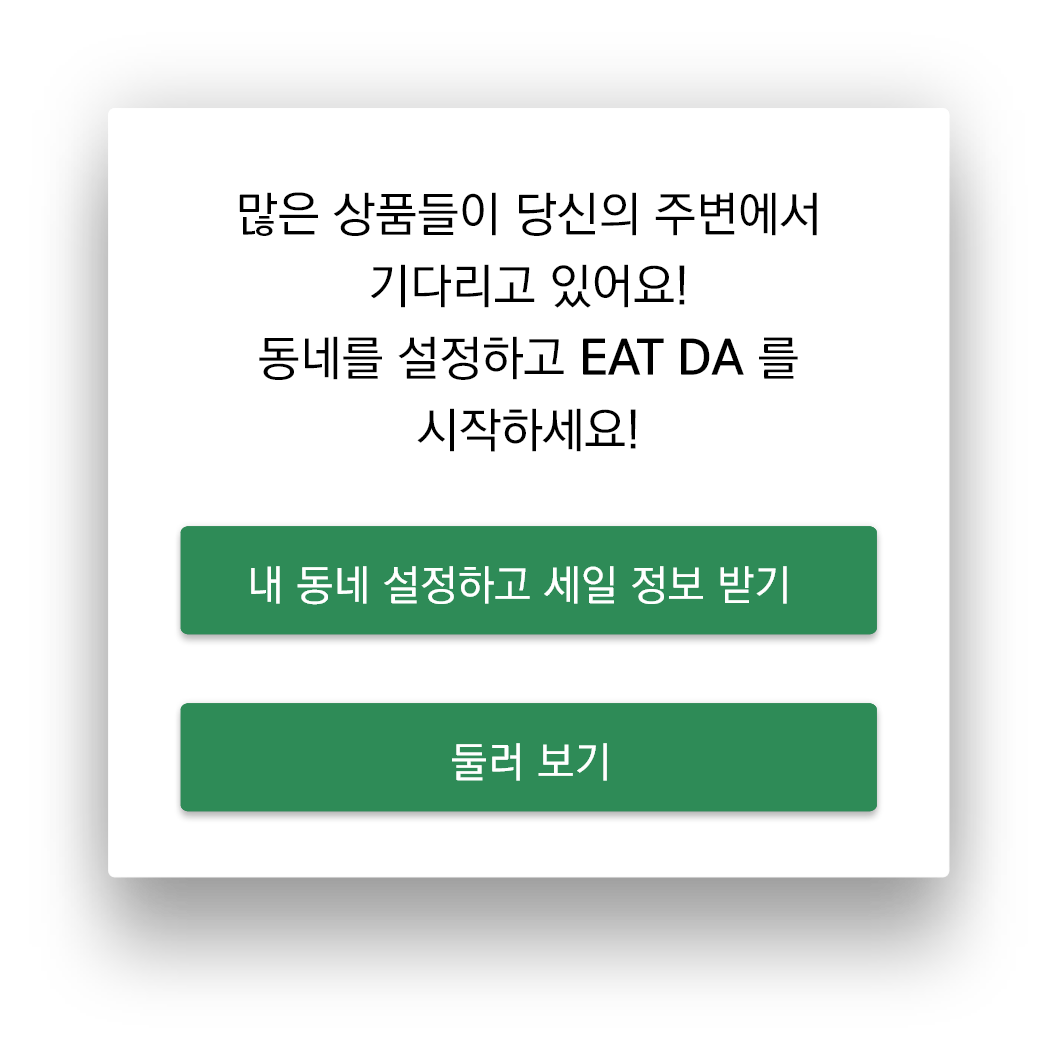 많은 상품들이 당신의 주변에서
기다리고 있어요!
동네를 설정하고 EAT DA 를
시작하세요!
내 동네 설정하고 세일 정보 받기
둘러 보기